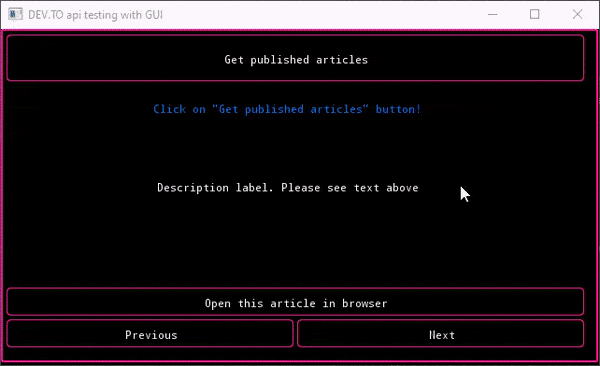 DEV.TO api testing with GUI
Get published articles
Click on "Get published articles" button!
Description label. Please see text above
Open this article in browser
Previous
Next